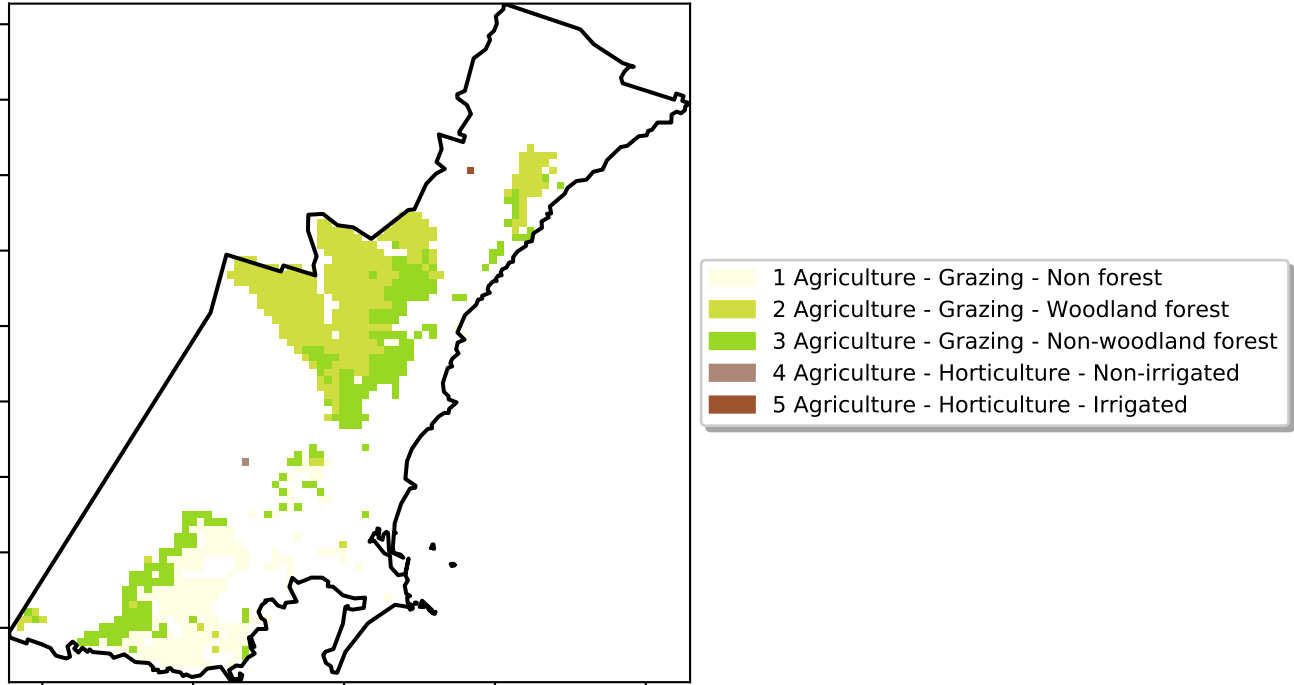 1 Agriculture - Grazing - Non forest
2 Agriculture - Grazing - Woodland forest
3 Agriculture - Grazing - Non-woodland forest
4 Agriculture - Horticulture - Non-irrigated
5 Agriculture - Horticulture - Irrigated